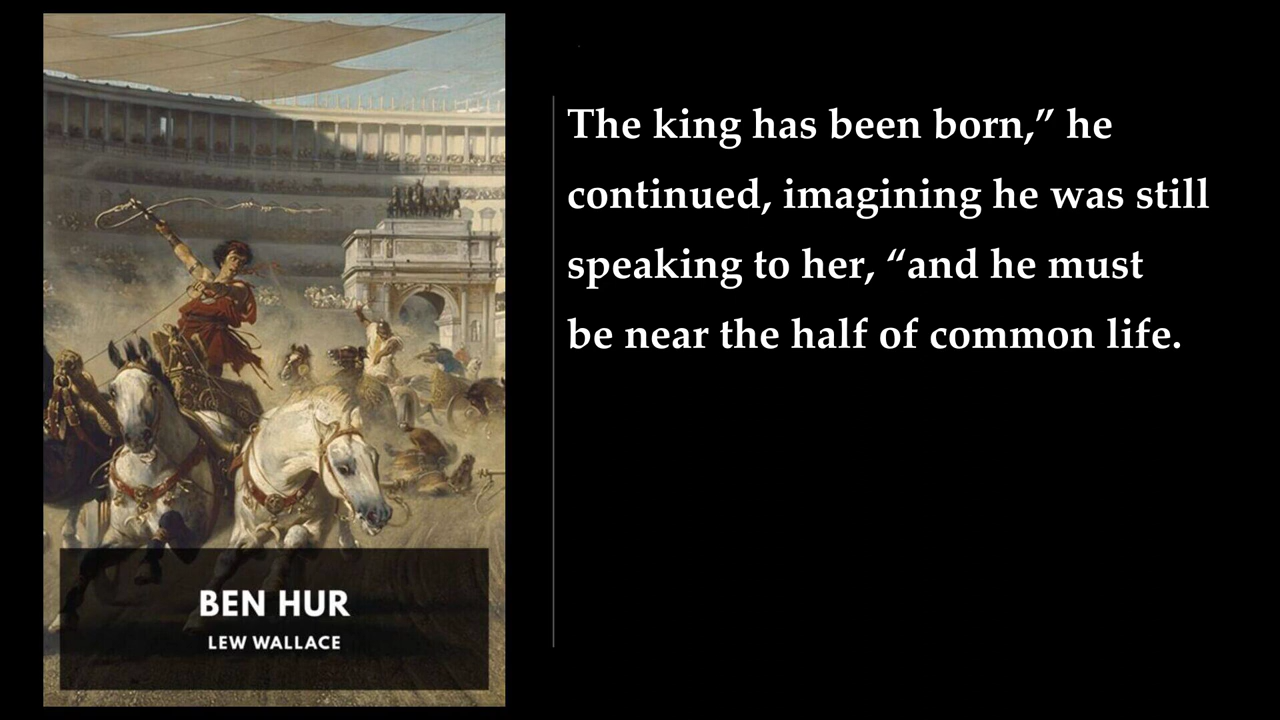 The king has been born,” he
continued, imagining he was still
speaking to her, “and he must
be near the half of common life.
BEN HUR
LEW WALLACE